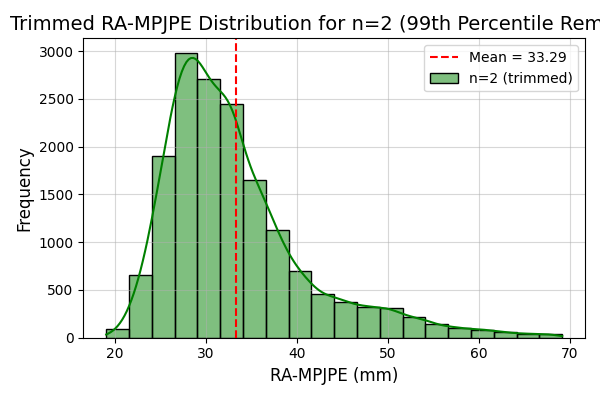 Trimmed RA-MPJPE Distribution for n=2 (99th Percentile Rem
Mean = 33.29
n=2 (trimmed)
Frequency
3000
2500
2000
1500
1000
500
0
20 30 40 50 60 70
RA-MPJPE (mm)